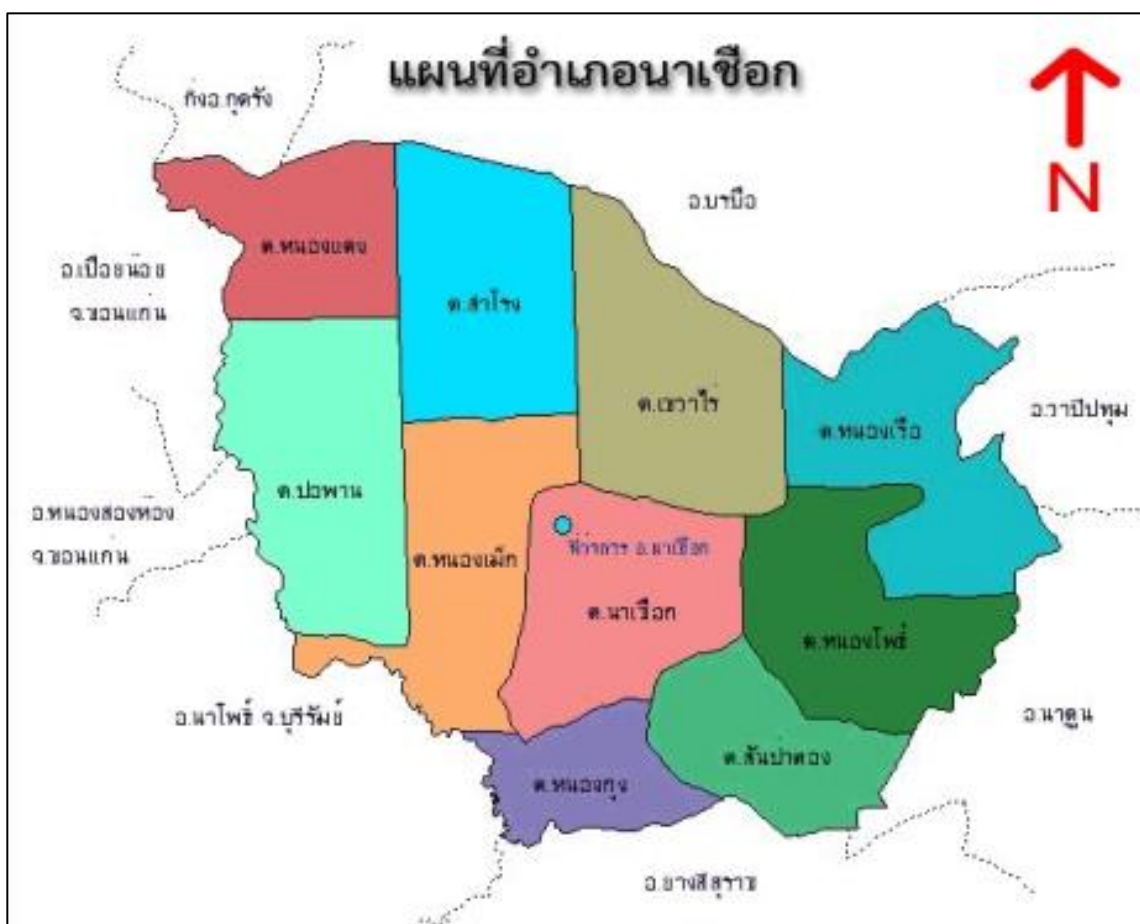 แผนที่อำเภอนาเชือก
กิ่งอ.กุดรัง
N
อ.บรบือ
ต.หนองแดง
อ.เปือยน้อย
จ.ขอนแก่น
ต.สำโรง
ต.เขวาไร่
อ.วาปีปทุม
ต.หนองเรือ
ต.ปอพาน
อ.หนองสองห้อง
จ.ขอนแก่น
ต.หนองเม็ก
ที่ว่าการ อ.นาเชือก
ต.นาเชือก
ต.หนองโพธิ์
อ.นาโพธิ์ จ.บุรีรัมย์
อ.นาดูน
ต.สันป่าตอง
ต.หนองกุง
อ.ยางสีสุราช